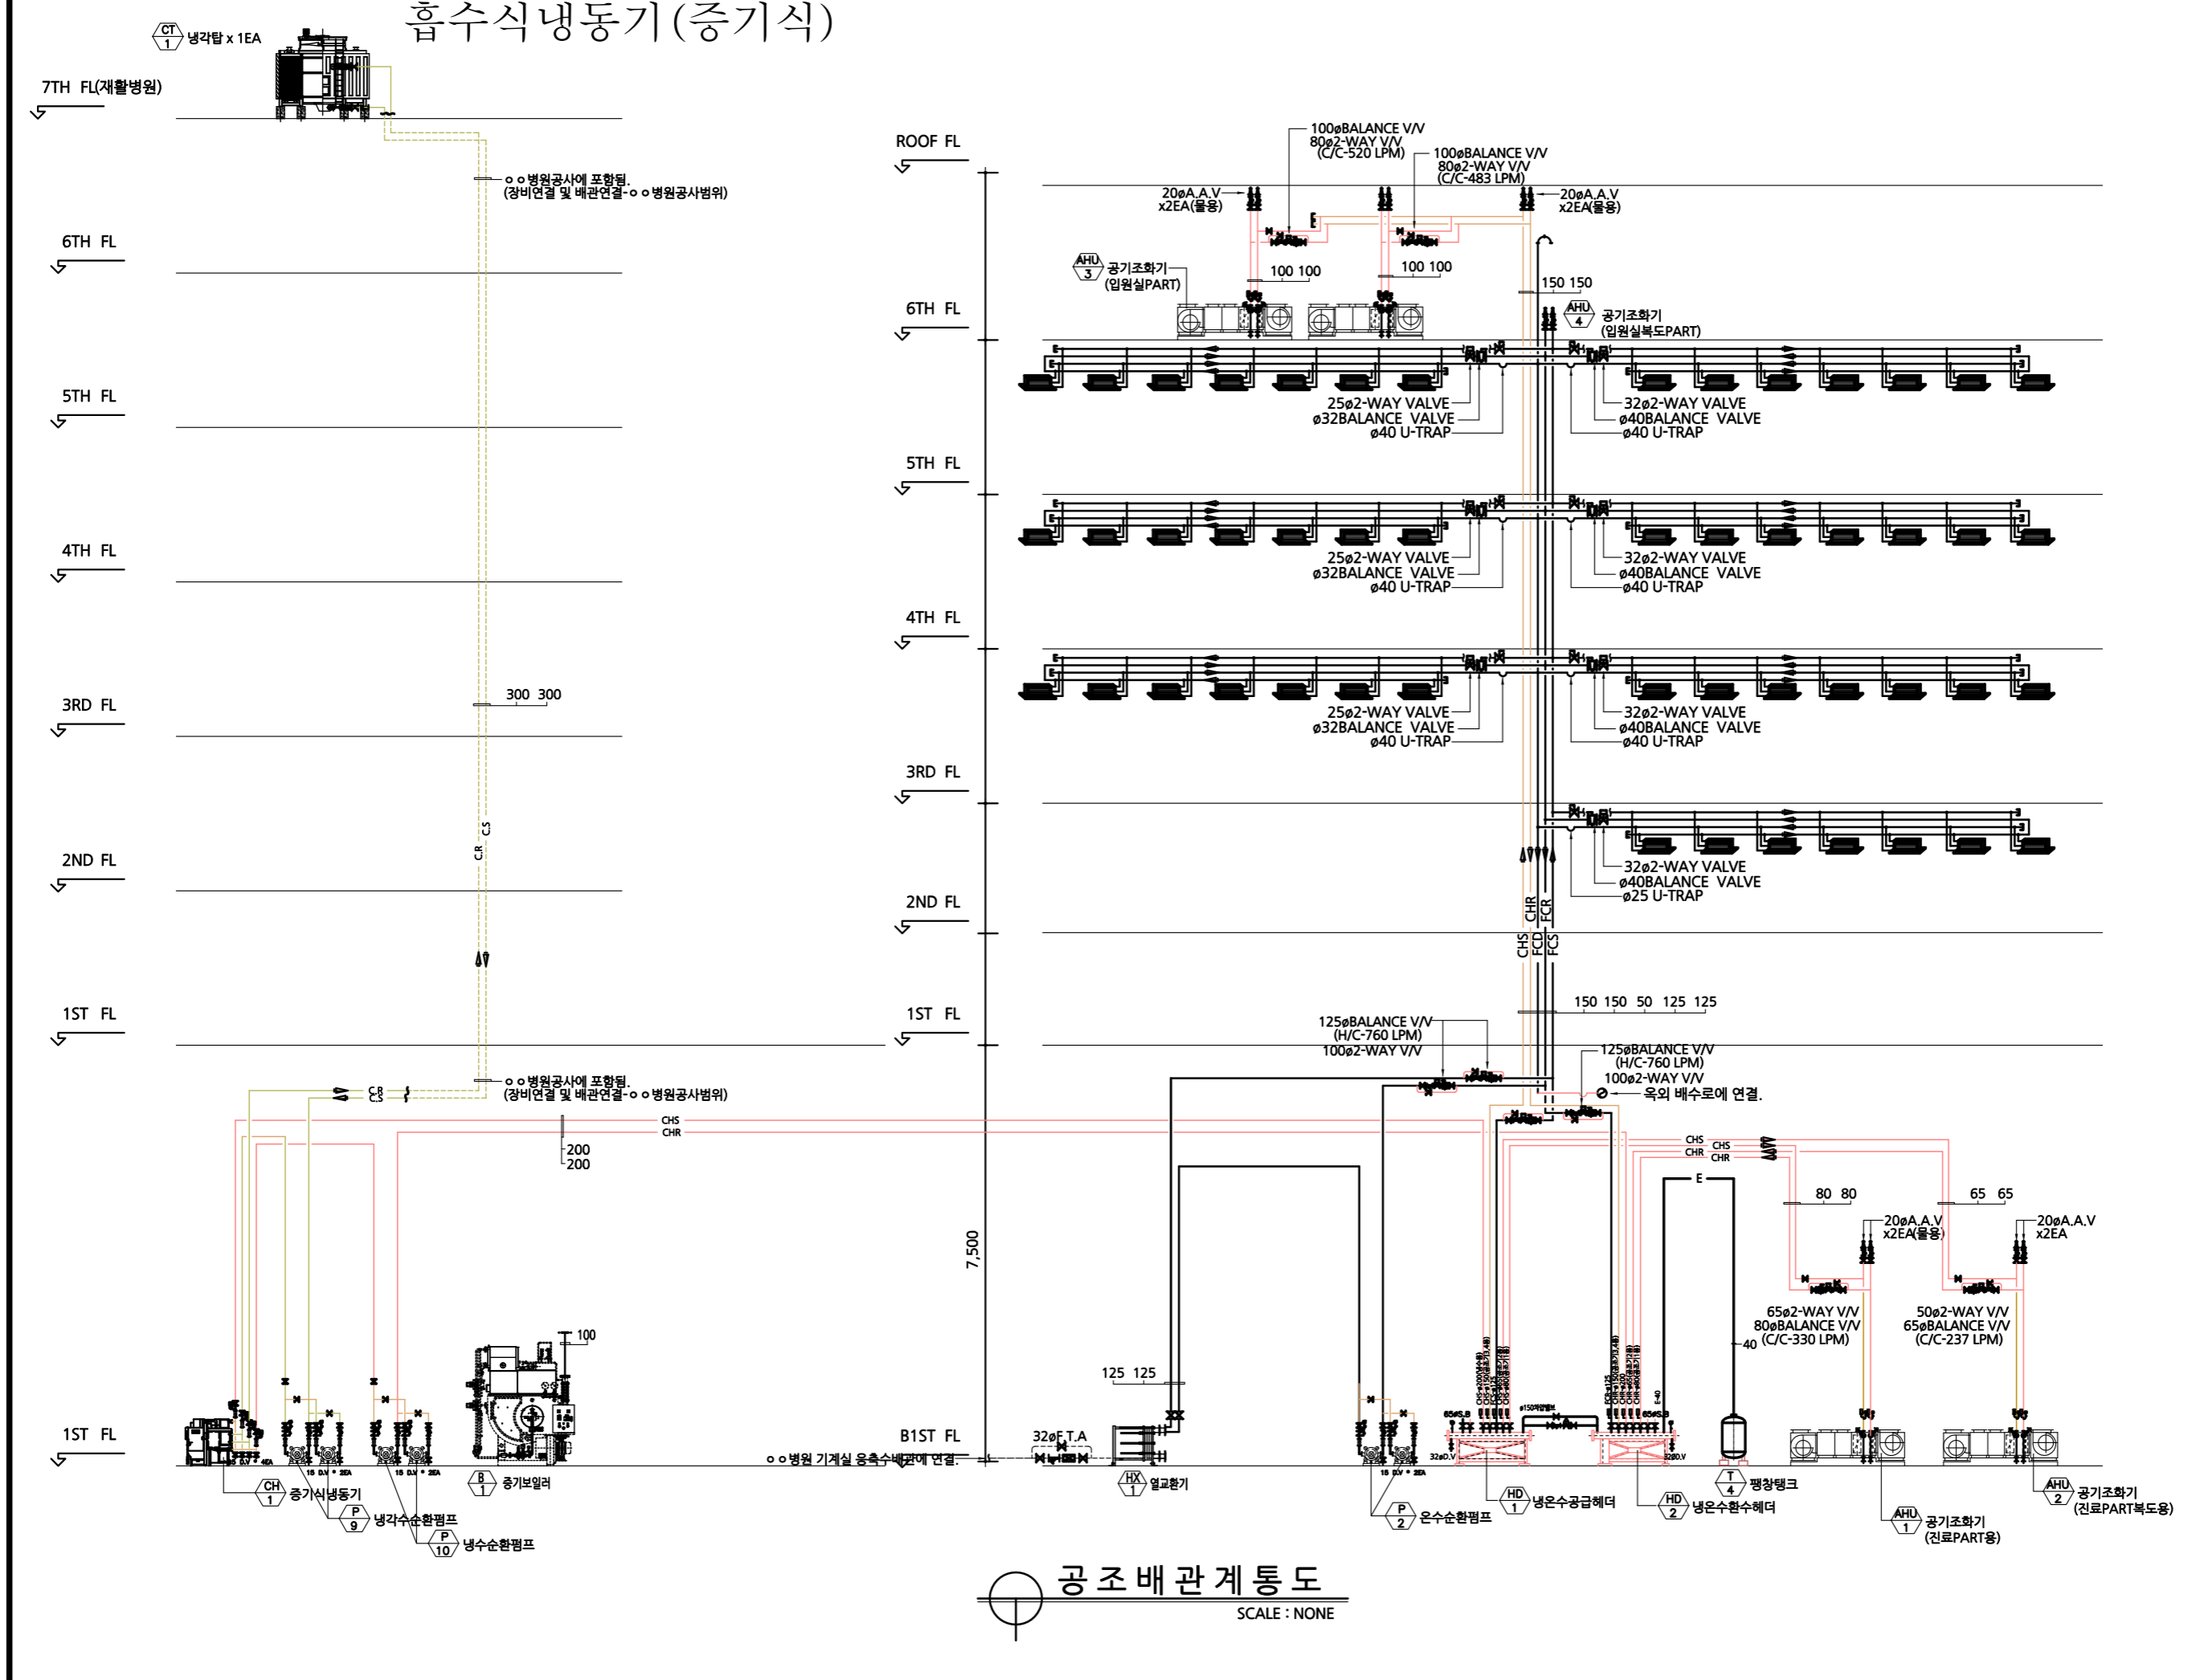 흡수식냉동기(증기식)
CT
1
냉각탑 x 1EA
7TH FL(재활병원)
6TH FL
5TH FL
4TH FL
3RD FL
2ND FL
1ST FL
1ST FL
병원공사에 포함됨.
(장비연결 및 배관연결-ㅇㅇ병원공사범위)
300 300
C.R
C.S
병원공사에 포함됨.
(장비연결 및 배관연결-ㅇㅇ병원공사범위)
C.R
C.S
CHS
CHR
200
200
100
15 D.V * 2EA
15 D.V * 2EA
CH
1
증기식냉동기
P
9
냉각수순환펌프
P
10
냉수순환펌프
B
1
증기보일러
ROOF FL
6TH FL
5TH FL
4TH FL
3RD FL
2ND FL
1ST FL
7,500
B1ST FL
100øBALANCE V/V
80ø2-WAY V/V
(C/C-520 LPM)
100øBALANCE V/V
80ø2-WAY V/V
(C/C-483 LPM)
20øA.A.V
x2EA(물용)
20øA.A.V
x2EA(물용)
AHU
3
공기조화기
(입원실PART)
100 100
100 100
150 150
AHU
4
공기조화기
(입원실복도PART)
25ø2-WAY VALVE
ø32BALANCE VALVE
ø40 U-TRAP
32ø2-WAY VALVE
ø40BALANCE VALVE
ø40 U-TRAP
25ø2-WAY VALVE
ø32BALANCE VALVE
ø40 U-TRAP
32ø2-WAY VALVE
ø40BALANCE VALVE
ø40 U-TRAP
25ø2-WAY VALVE
ø32BALANCE VALVE
ø40 U-TRAP
32ø2-WAY VALVE
ø40BALANCE VALVE
ø40 U-TRAP
32ø2-WAY VALVE
ø40BALANCE VALVE
ø25 U-TRAP
CHS
CHR
FCD
FCR
FCS
150 150 50 125 125
125øBALANCE V/V
(H/C-760 LPM)
100ø2-WAY V/V
125øBALANCE V/V
(H/C-760 LPM)
100ø2-WAY V/V
옥외 배수로에 연결.
CHS
CHS
CHR
CHR
E
80 80
65 65
20øA.A.V
x2EA(물용)
20øA.A.V
x2EA
65ø2-WAY V/V
80øBALANCE V/V
(C/C-330 LPM)
50ø2-WAY V/V
65øBALANCE V/V
(C/C-237 LPM)
40
125 125
32øF.T.A
ㅇㅇ병원 기계실 응축수배관에 연결.
HX
1
열교환기
15 D.V * 2EA
P
2
온수순환펌프
65øS.B
32øD.V
ø150차압밸브
65øS.B
32øD.V
E-40
HD
1
냉온수공급헤더
HD
2
냉온수환수헤더
T
4
팽창탱크
AHU
1
공기조화기
(진료PART용)
AHU
2
공기조화기
(진료PART복도용)
공조배관계통도
SCALE : NONE